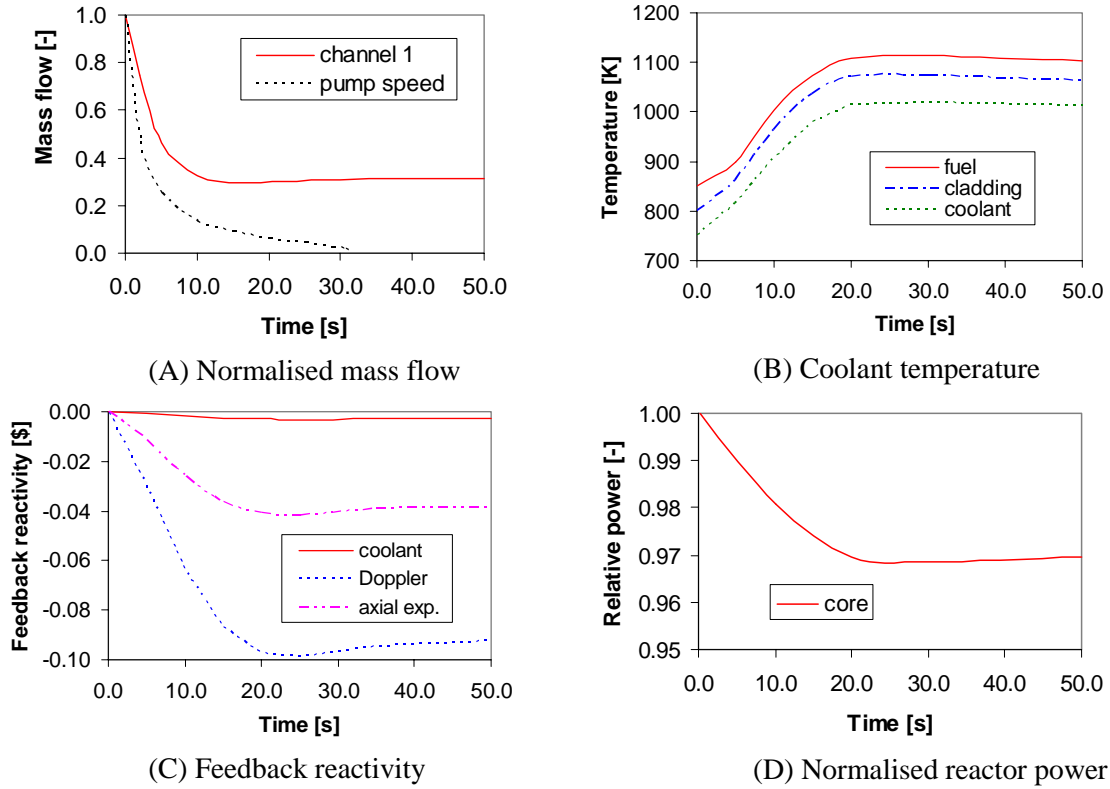 Mass flow [-]
1.0
0.8
0.6
0.4
0.2
0.0
channel 1
pump speed
0.0 10.0 20.0 30.0 40.0 50.0
Time [s]
(A) Normalised mass flow
Temperature [K]
1200
1100
1000
900
800
700
fuel
cladding
coolant
0.0 10.0 20.0 30.0 40.0 50.0
Time [s]
(B) Coolant temperature
Feedback reactivity [$]
0.00
-0.02
-0.04
-0.06
-0.08
-0.10
coolant
Doppler
axial exp.
0.0 10.0 20.0 30.0 40.0 50.0
Time [s]
(C) Feedback reactivity
Relative power [-]
1.00
0.99
0.98
0.97
0.96
0.95
core
0.0 10.0 20.0 30.0 40.0 50.0
Time [s]
(D) Normalised reactor power